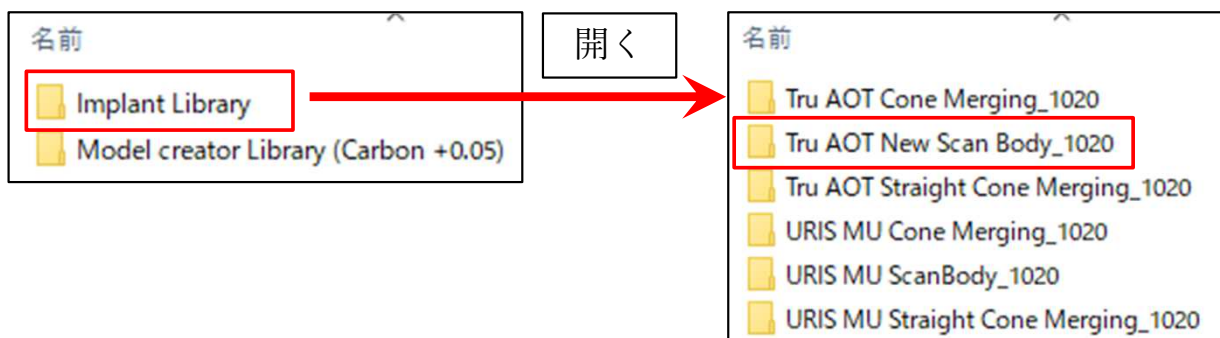 名前
Implant Library
Model creator Library (Carbon +0.05)
開く
名前
Tru AOT Cone Merging_1020
Tru AOT New Scan Body_1020
Tru AOT Straight Cone Merging_1020
URIS MU Cone Merging_1020
URIS MU ScanBody_1020
URIS MU Straight Cone Merging_1020